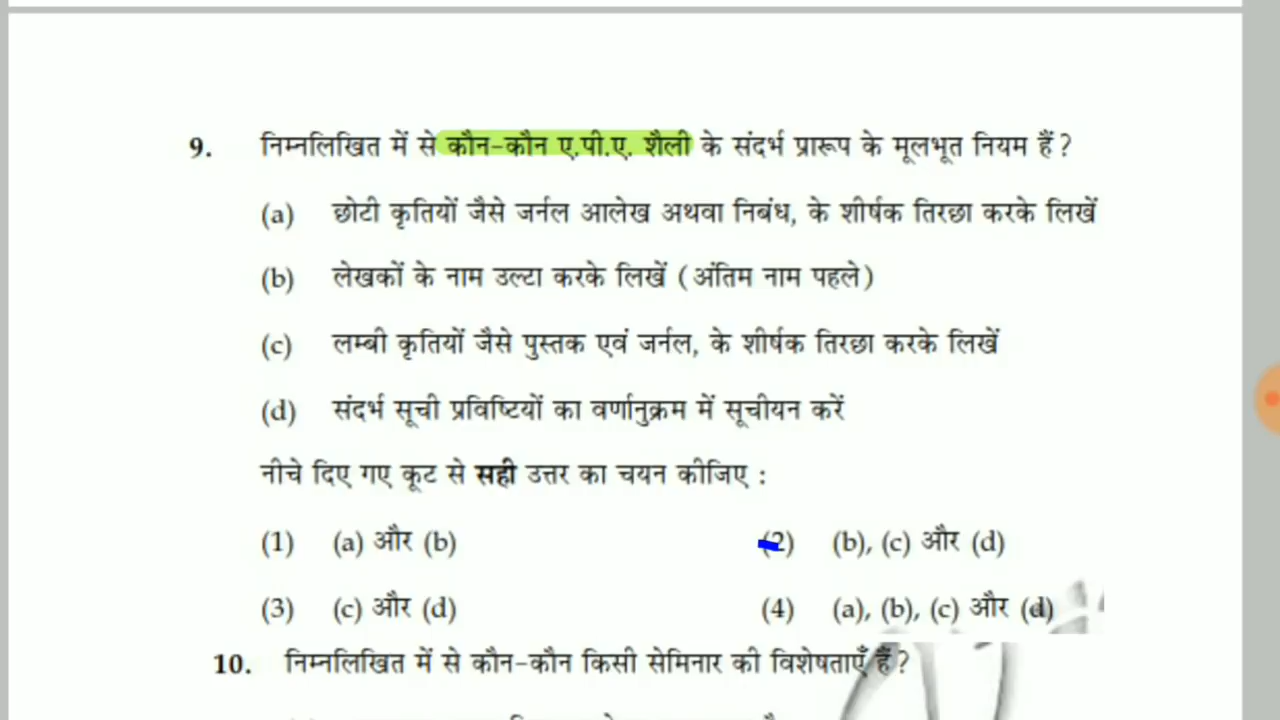 9. निम्नलिखित में से कौन-कौन ए.पी.ए. शैली के संदर्भ प्रारूप के मूलभूत नियम हैं?
(a) छोटी कृतियों जैसे जर्नल आलेख अथवा निबंध, के शीर्षक तिरछा करके लिखें
(b) लेखकों के नाम उल्टा करके लिखें (अंतिम नाम पहले)
(c) लम्बी कृतियों जैसे पुस्तक एवं जर्नल, के शीर्षक तिरछा करके लिखें
(d) संदर्भ सूची प्रविष्टियों का वर्णानुक्रम में सूचीयन करें
नीचे दिए गए कूट से सही उत्तर का चयन कीजिए :
(1) (a) और (b) (2) (b), (c) और (d)
(3) (c) और (d) (4) (a), (b), (c) और (d)
10. निम्नलिखित में से कौन-कौन किसी सेमिनार की विशेषताएँ हैं?